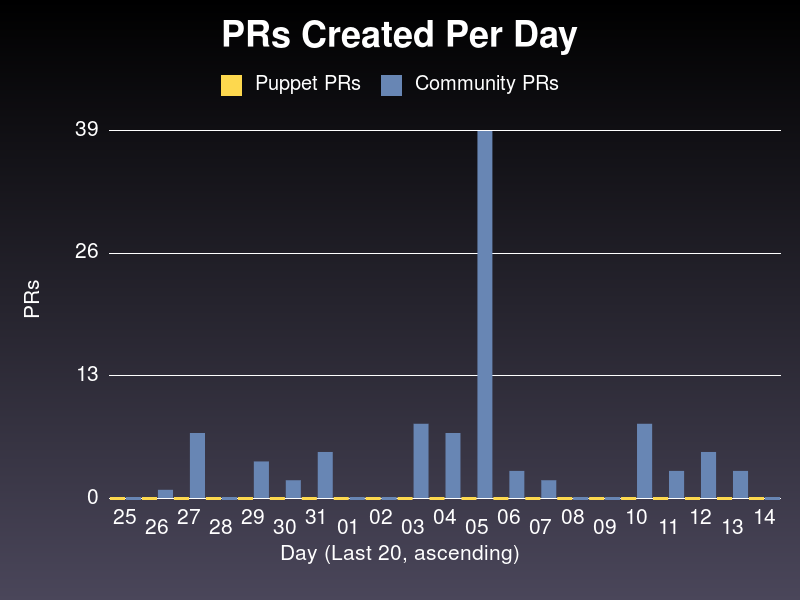 PRs Created Per Day
Puppet PRs Community PRs
39
26
13
0
PRs
25 26 27 28 29 30 31 01 02 03 04 05 06 07 08 09 10 11 12 13 14
Day (Last 20, ascending)